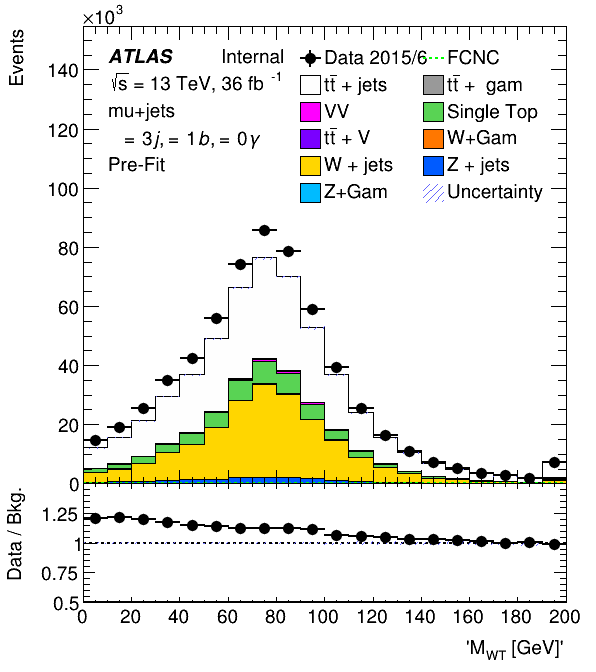 ×10³
Events
ATLAS Internal
√s = 13 TeV, 36 fb⁻¹
mu+jets
= 3j, = 1b, = 0γ
Pre-Fit
Data 2015/6 FCNC
tt̄ + jets tt̄ + gam
VV Single Top
tt̄ + V W+Gam
W + jets Z + jets
Z+Gam Uncertainty
140
120
100
80
60
40
20
0
Data / Bkg.
1.25
1
0.75
0.5
0 20 40 60 80 100 120 140 160 180 200
'M_WT [GeV]'